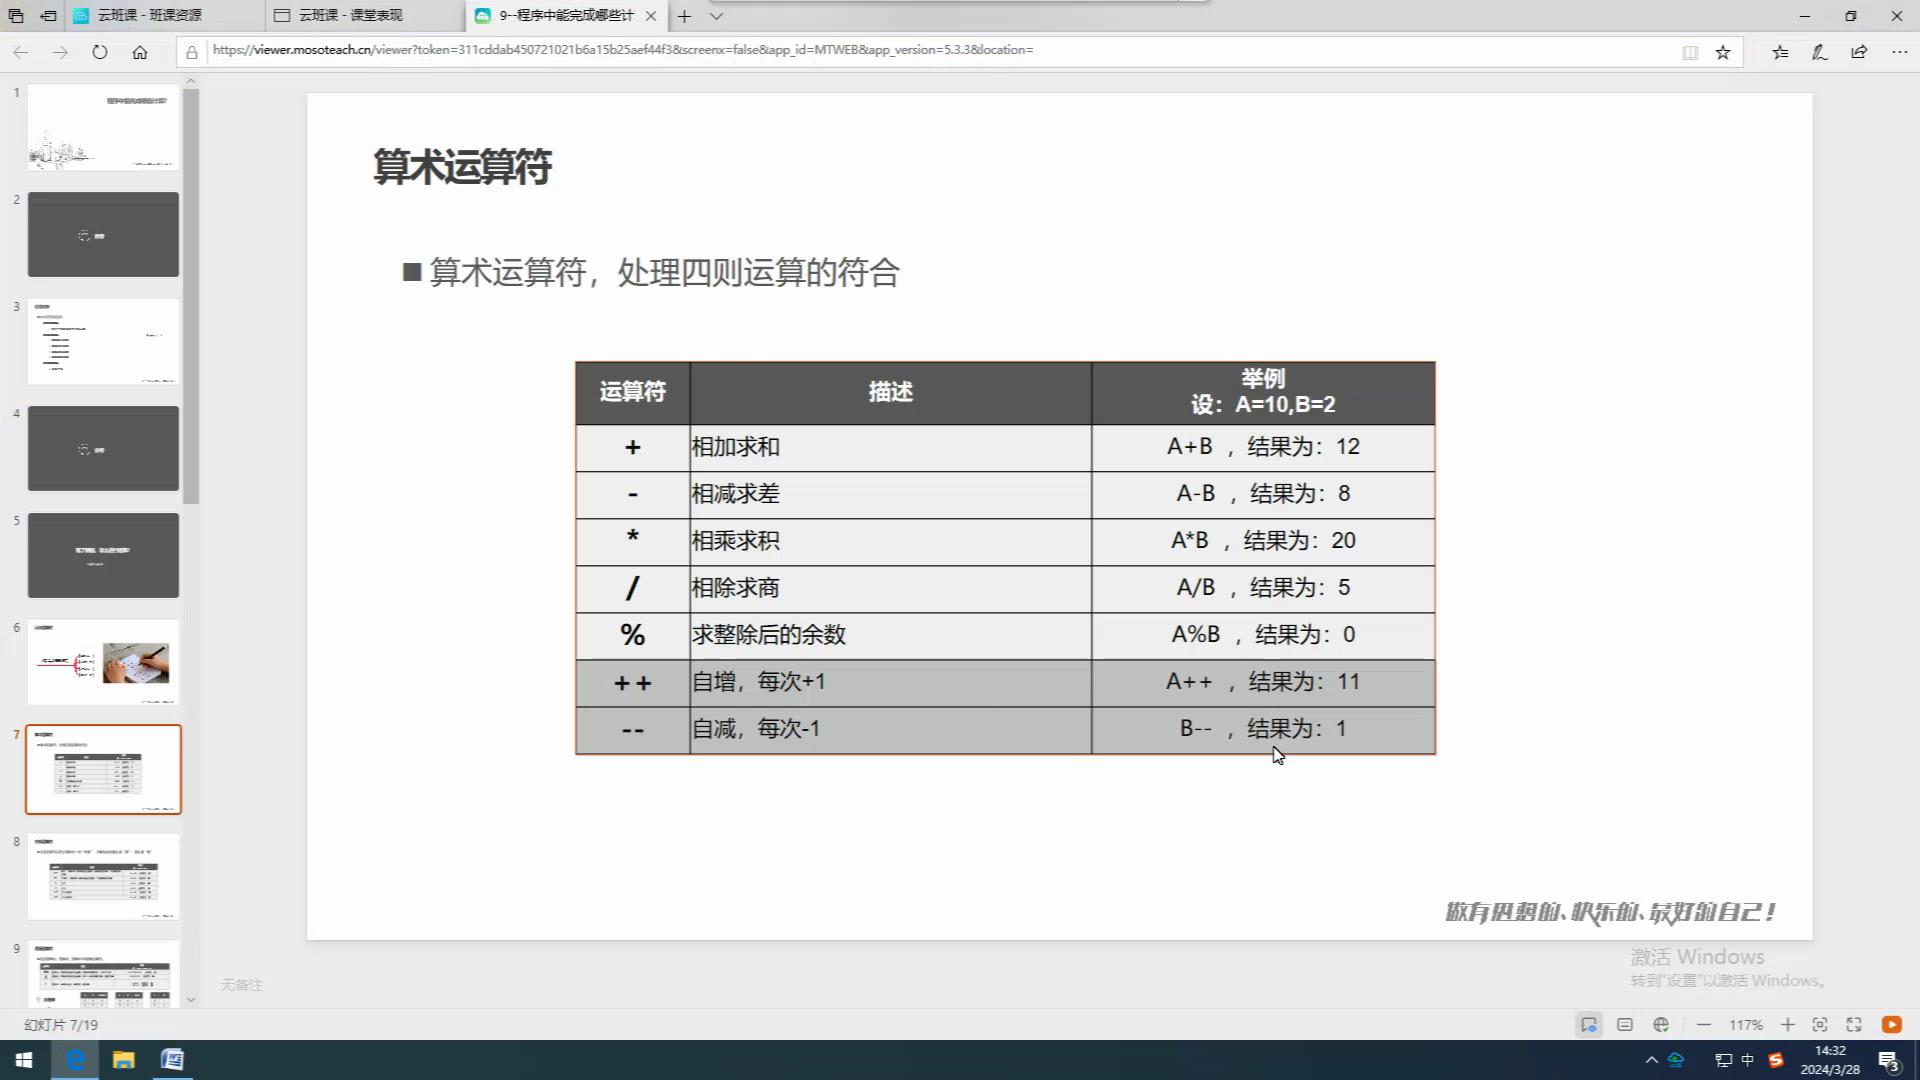 云班课 - 班课资源
云班课 - 课堂表现
9--程序中能完成哪些计
https://viewer.mosoteach.cn/viewer?token=311cddab450721021b6a15b25aef44f3&screenx=false&app_id=MTWEB&app_version=5.3.3&location=
1
2
3
4
5
6
7
8
9
算术运算符
算术运算符，处理四则运算的符合
运算符 描述 举例
设：A=10,B=2
+ 相加求和 A+B ，结果为：12
- 相减求差 A-B ，结果为：8
* 相乘求积 A*B ，结果为：20
/ 相除求商 A/B ，结果为：5
% 求整除后的余数 A%B ，结果为：0
++ 自增，每次+1 A++ ，结果为：11
-- 自减，每次-1 B-- ，结果为：1
做有思想的、快乐的、最好的自己！
激活 Windows
转到“设置”以激活 Windows。
无备注
幻灯片 7/19
117%
中
14:32
2024/3/28
3